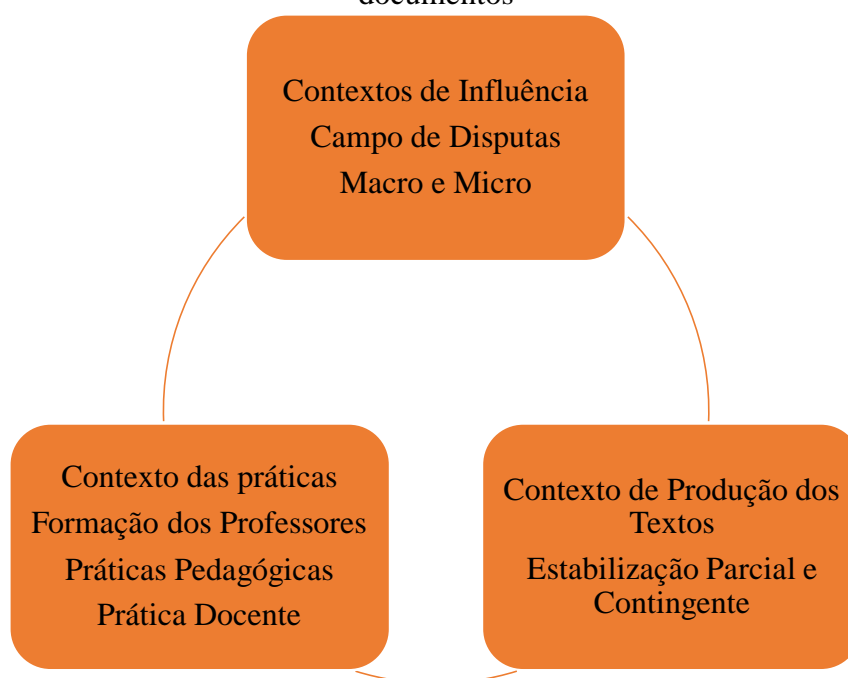 documentos
Contextos de Influência
Campo de Disputas
Macro e Micro
Contexto das práticas
Formação dos Professores
Práticas Pedagógicas
Prática Docente
Contexto de Produção dos
Textos
Estabilização Parcial e
Contingente